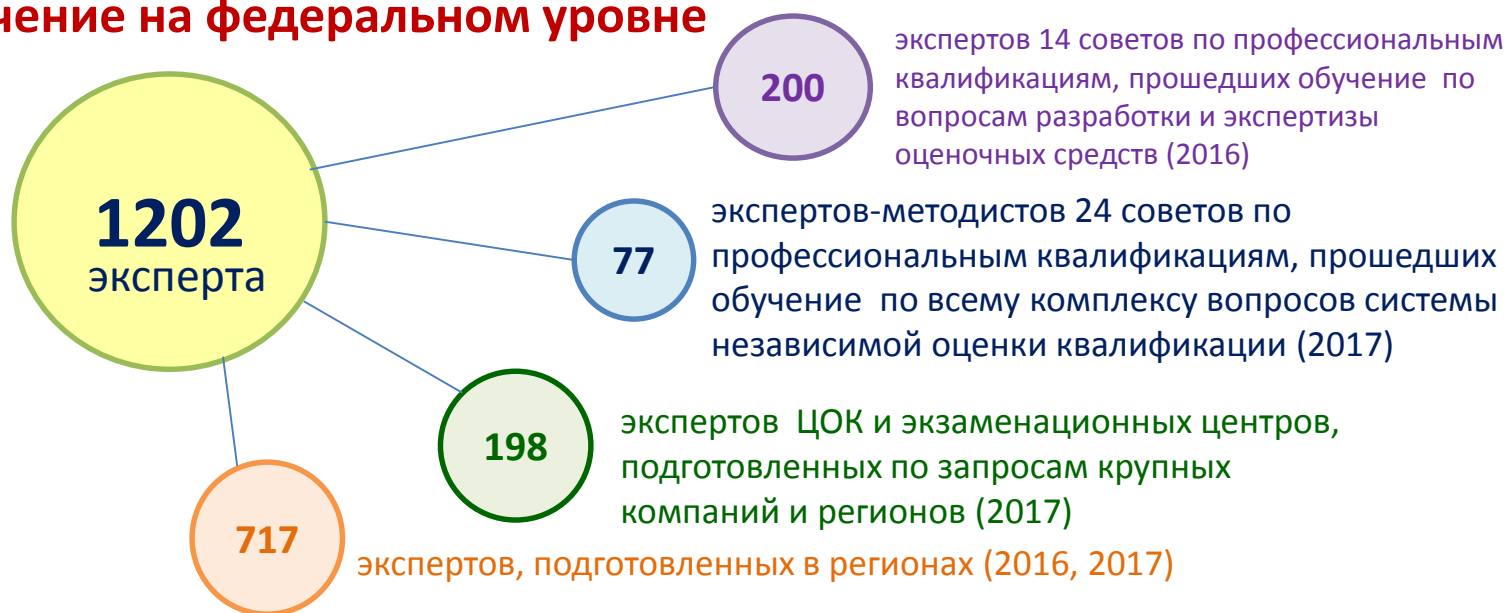 чение на федеральном уровне
1202
эксперта
200
экспертов 14 советов по профессиональным
квалификациям, прошедших обучение по
вопросам разработки и экспертизы
оценочных средств (2016)
77
экспертов-методистов 24 советов по
профессиональным квалификациям, прошедших
обучение по всему комплексу вопросов системы
независимой оценки квалификации (2017)
198
экспертов ЦОК и экзаменационных центров,
подготовленных по запросам крупных
компаний и регионов (2017)
717
экспертов, подготовленных в регионах (2016, 2017)